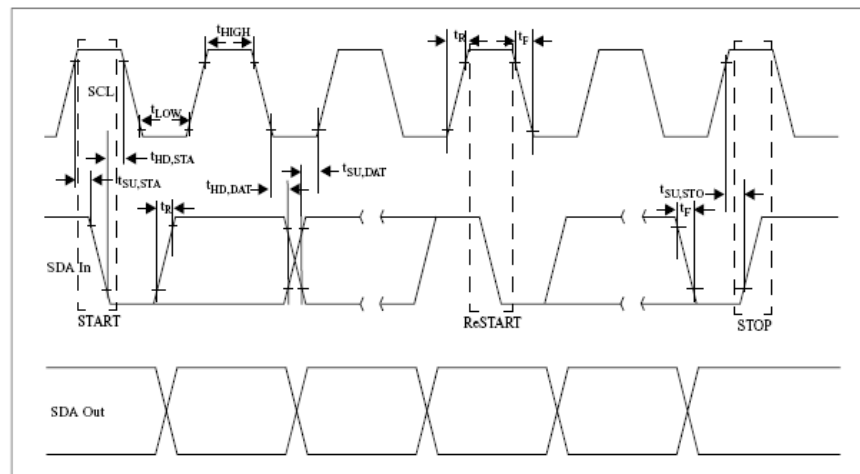 tHIGH
tR
tF
SCL
tLOW
tHD,STA
tSU,STA
tHD,DAT
tSU,DAT
tSU,STO
tR
tF
SDA In
START
ReSTART
STOP
SDA Out